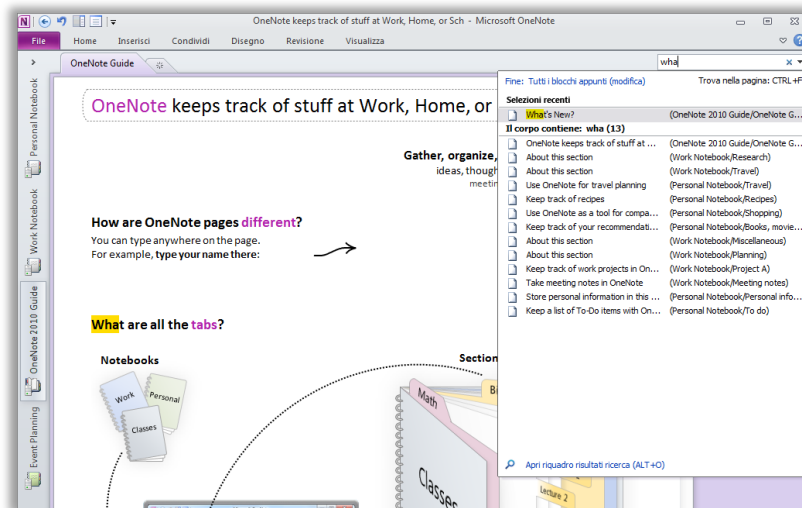 OneNote keeps track of stuff at Work, Home, or Sch - Microsoft OneNote
File Home Inserisci Condividi Disegno Revisione Visualizza
OneNote Guide
wha
Fine: Tutti i blocchi appunti (modifica) Trova nella pagina: CTRL+F
Selezioni recenti
What's New? (OneNote 2010 Guide/OneNote G...
Il corpo contiene: wha (13)
OneNote keeps track of stuff at ... (OneNote 2010 Guide/OneNote G...
About this section (Work Notebook/Research)
About this section (Work Notebook/Travel)
Use OneNote for travel planning (Personal Notebook/Travel)
Keep track of recipes (Personal Notebook/Recipes)
Use OneNote as a tool for compa... (Personal Notebook/Shopping)
Keep track of your recommendati... (Personal Notebook/Books, movie...
About this section (Work Notebook/Miscellaneous)
About this section (Work Notebook/Planning)
Keep track of work projects in On... (Work Notebook/Project A)
Take meeting notes in OneNote (Work Notebook/Meeting notes)
Store personal information in this ... (Personal Notebook/Personal info...
Keep a list of To-Do items with On... (Personal Notebook/To do)
Apri riquadro risultati ricerca (ALT+O)
Personal Notebook
Work Notebook
OneNote 2010 Guide
Event Planning
OneNote keeps track of stuff at Work, Home, or
Gather, organize,
ideas, though
meetin
How are OneNote pages different?
You can type anywhere on the page.
For example, type your name there:
What are all the tabs?
Notebooks
Work
Personal
Classes
Section
Math
Classes
Lecture 2